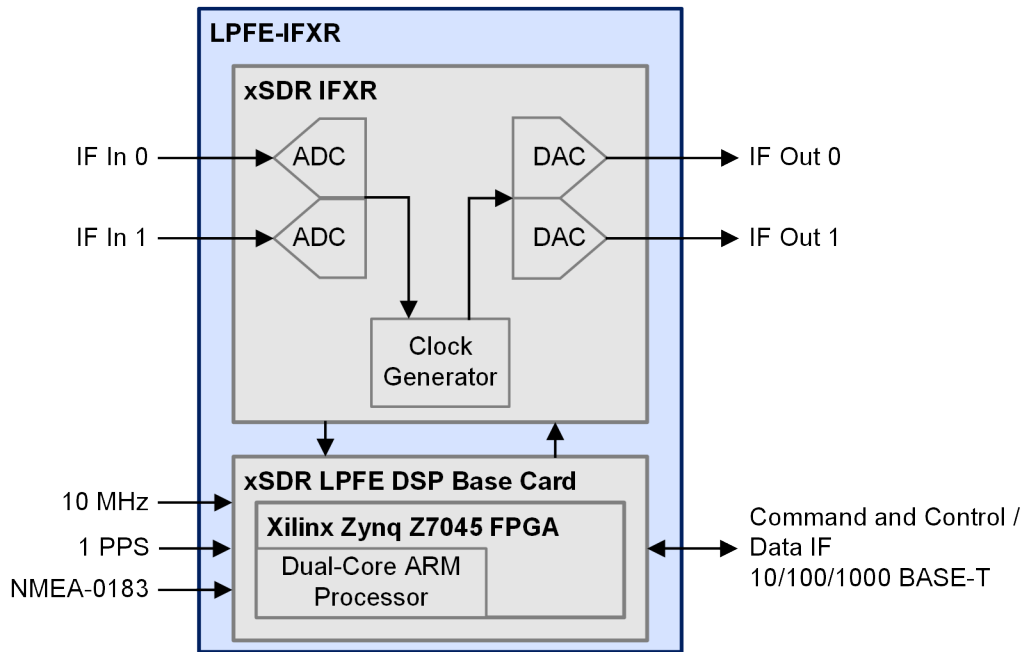 LPFE-IFXR
xSDR IFXR
IF In 0
ADC
DAC
IF Out 0
IF In 1
ADC
DAC
IF Out 1
Clock
Generator
xSDR LPFE DSP Base Card
10 MHz
Xilinx Zynq Z7045 FPGA
1 PPS
Dual-Core ARM
Processor
NMEA-0183
Command and Control /
Data IF
10/100/1000 BASE-T